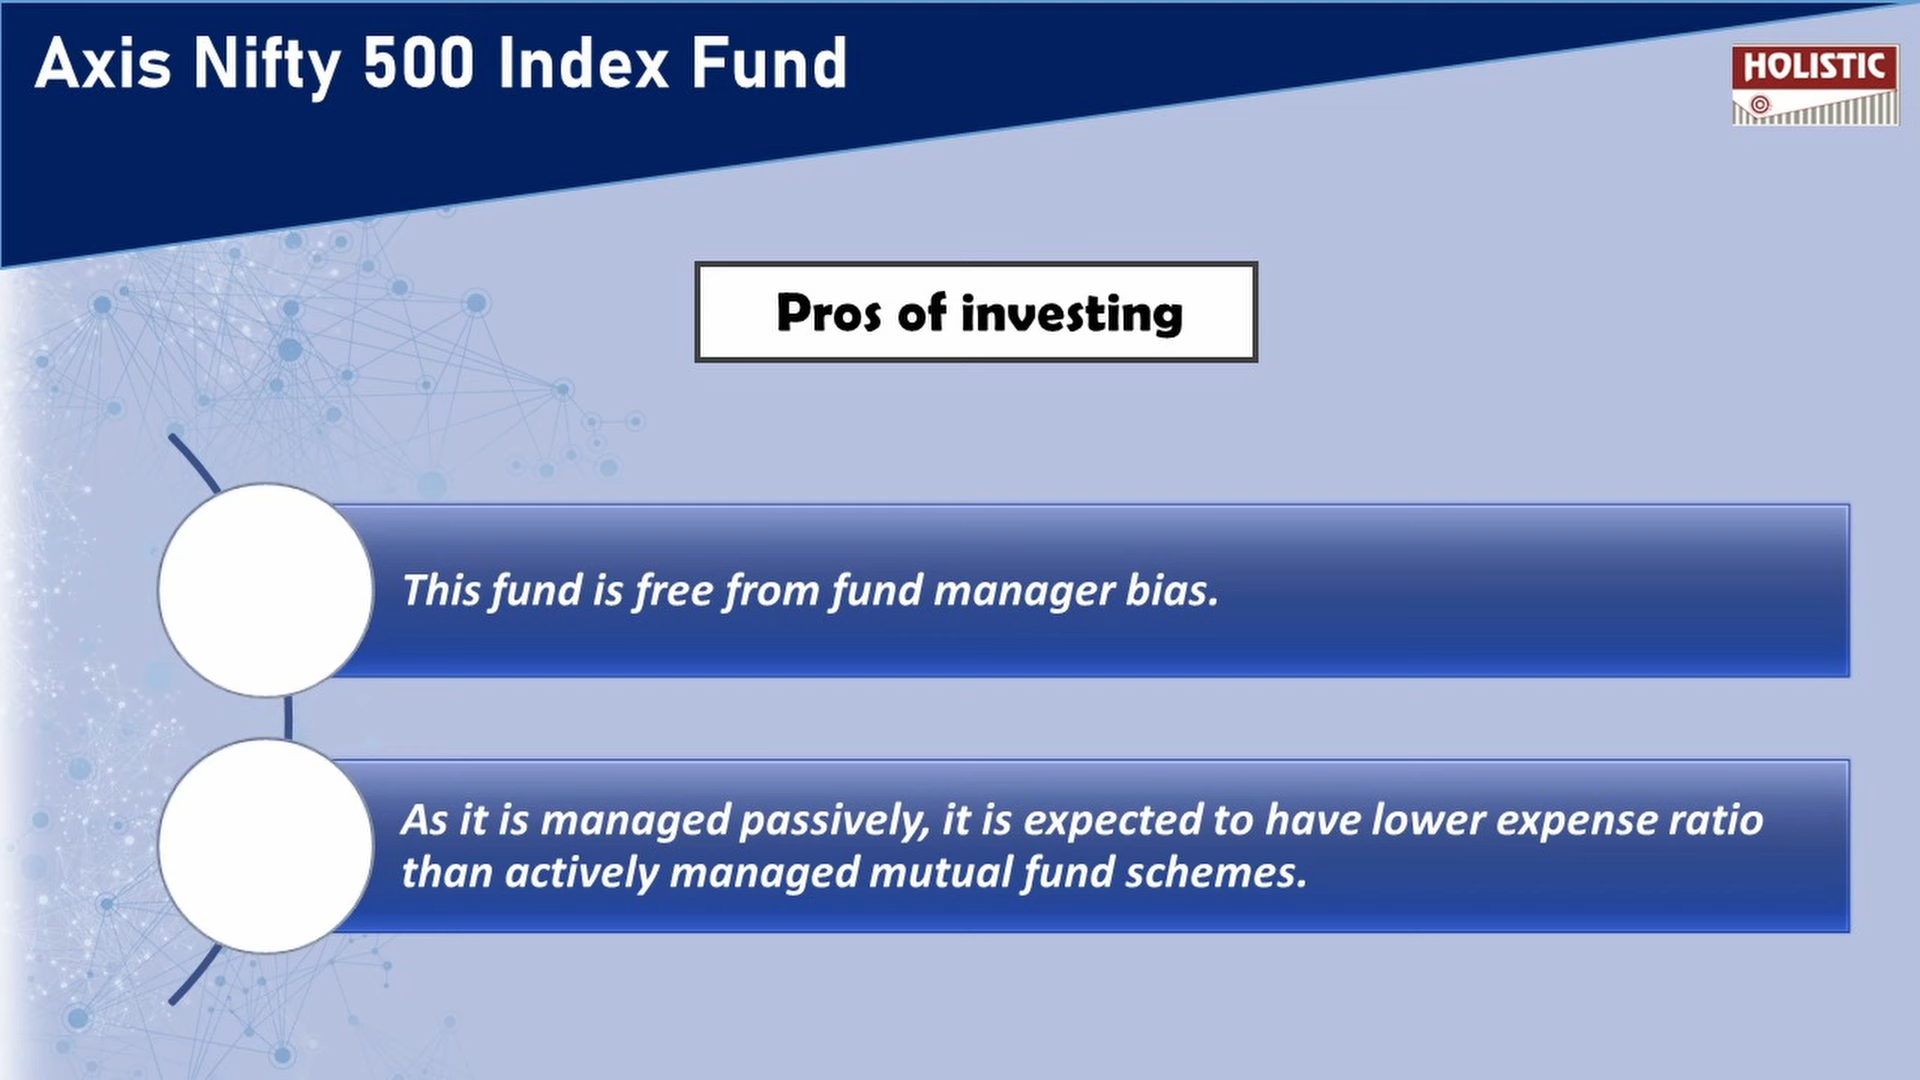 Axis Nifty 500 Index Fund
HOLISTIC
Pros of investing
This fund is free from fund manager bias.
As it is managed passively, it is expected to have lower expense ratio
than actively managed mutual fund schemes.